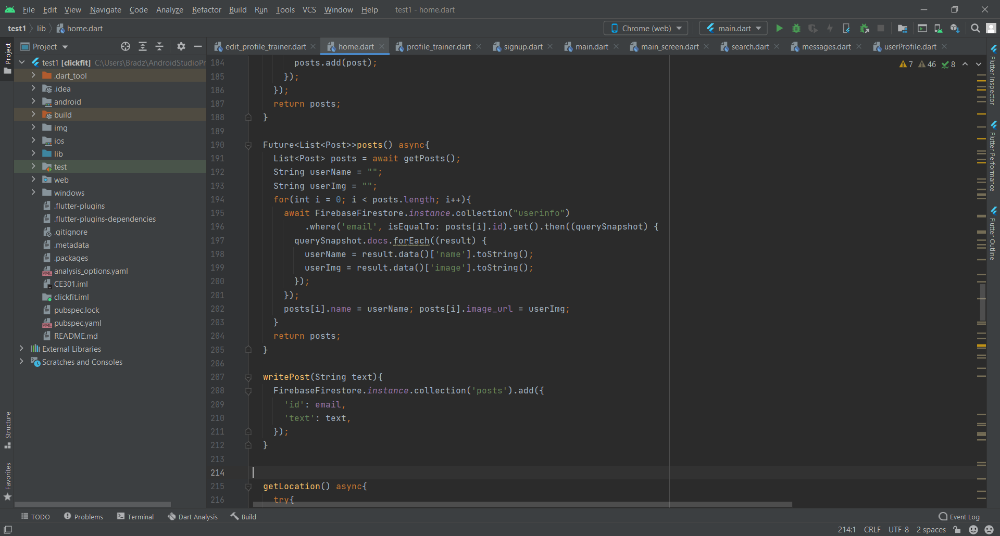 File Edit View Navigate Code Analyze Refactor Build Run Tools VCS Window Help test1 - home.dart
test1 lib home.dart Chrome (web) main.dart
Project
Project
edit_profile_trainer.dart home.dart profile_trainer.dart signup.dart main.dart main_screen.dart search.dart messages.dart userProfile.dart
test1 [clickfit] C:\Users\Bradz\AndroidStudioPr
.dart_tool
.idea
android
build
img
ios
lib
test
web
windows
.flutter-plugins
.flutter-plugins-dependencies
.gitignore
.metadata
.packages
analysis_options.yaml
YML
CE301.iml
clickfit.iml
pubspec.lock
pubspec.yaml
YML
README.md
External Libraries
Scratches and Consoles
Structure
Favorites
7 46 8
184 posts.add(post);
185 });
186 });
187 return posts;
188 }
189
190 Future<List<Post>>posts() async{
191 List<Post> posts = await getPosts();
192 String userName = "";
193 String userImg = "";
194 for(int i = 0; i < posts.length; i++){
195 await FirebaseFirestore.instance.collection("userinfo")
196 .where('email', isEqualTo: posts[i].id).get().then((querySnapshot) {
197 querySnapshot.docs.forEach((result) {
198 userName = result.data()['name'].toString();
199 userImg = result.data()['image'].toString();
200 });
201 });
202 posts[i].name = userName; posts[i].image_url = userImg;
203 }
204 return posts;
205 }
206
207 writePost(String text){
208 FirebaseFirestore.instance.collection('posts').add({
209 'id': email,
210 'text': text,
211 });
212 }
213
214
215 getLocation() async{
216 try{
Flutter Inspector
Flutter Performance
Flutter Outline
TODO Problems Terminal Dart Analysis Build Event Log
214:1 CRLF UTF-8 2 spaces